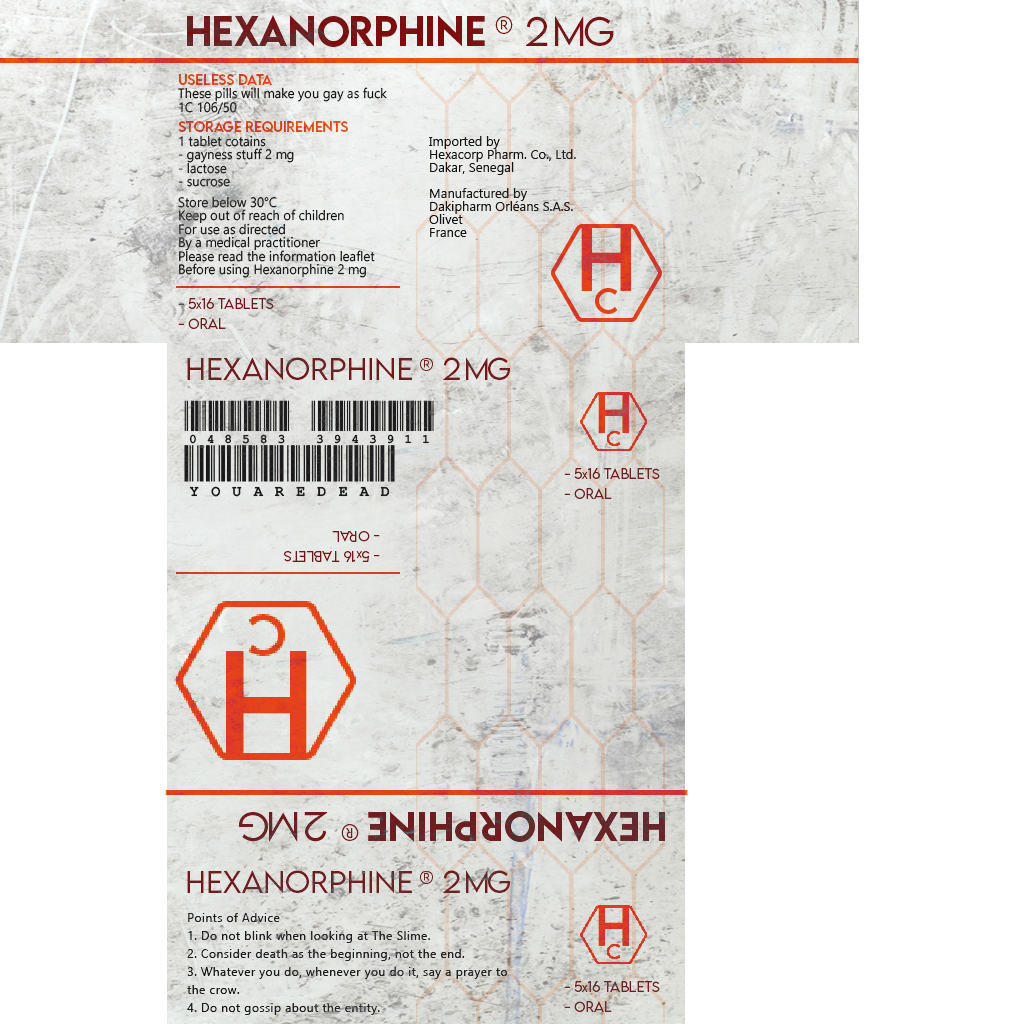 HEXANORPHINE ® 2MG
USELESS DATA
These pills will make you gay as fuck
1C 106/50
STORAGE REQUIREMENTS
1 tablet cotains
- gayness stuff 2 mg
- lactose
- sucrose
Store below 30°C
Keep out of reach of children
For use as directed
By a medical practitioner
Please read the information leaflet
Before using Hexanorphine 2 mg
- 5x16 TABLETS
- ORAL
Imported by
Hexacorp Pharm. Co., Ltd.
Dakar, Senegal
Manufactured by
Dakipharm Orléans S.A.S.
Olivet
France
H
C
HEXANORPHINE ® 2MG
048583 3943911
YOUAREDEAD
H
C
- 5x16 TABLETS
- ORAL
- 5x16 TABLETS
- ORAL
H
C
HEXANORPHINE ® 2MG
HEXANORPHINE ® 2MG
Points of Advice
1. Do not blink when looking at The Slime.
2. Consider death as the beginning, not the end.
3. Whatever you do, whenever you do it, say a prayer to
the crow.
4. Do not gossip about the entity.
H
C
- 5x16 TABLETS
- ORAL